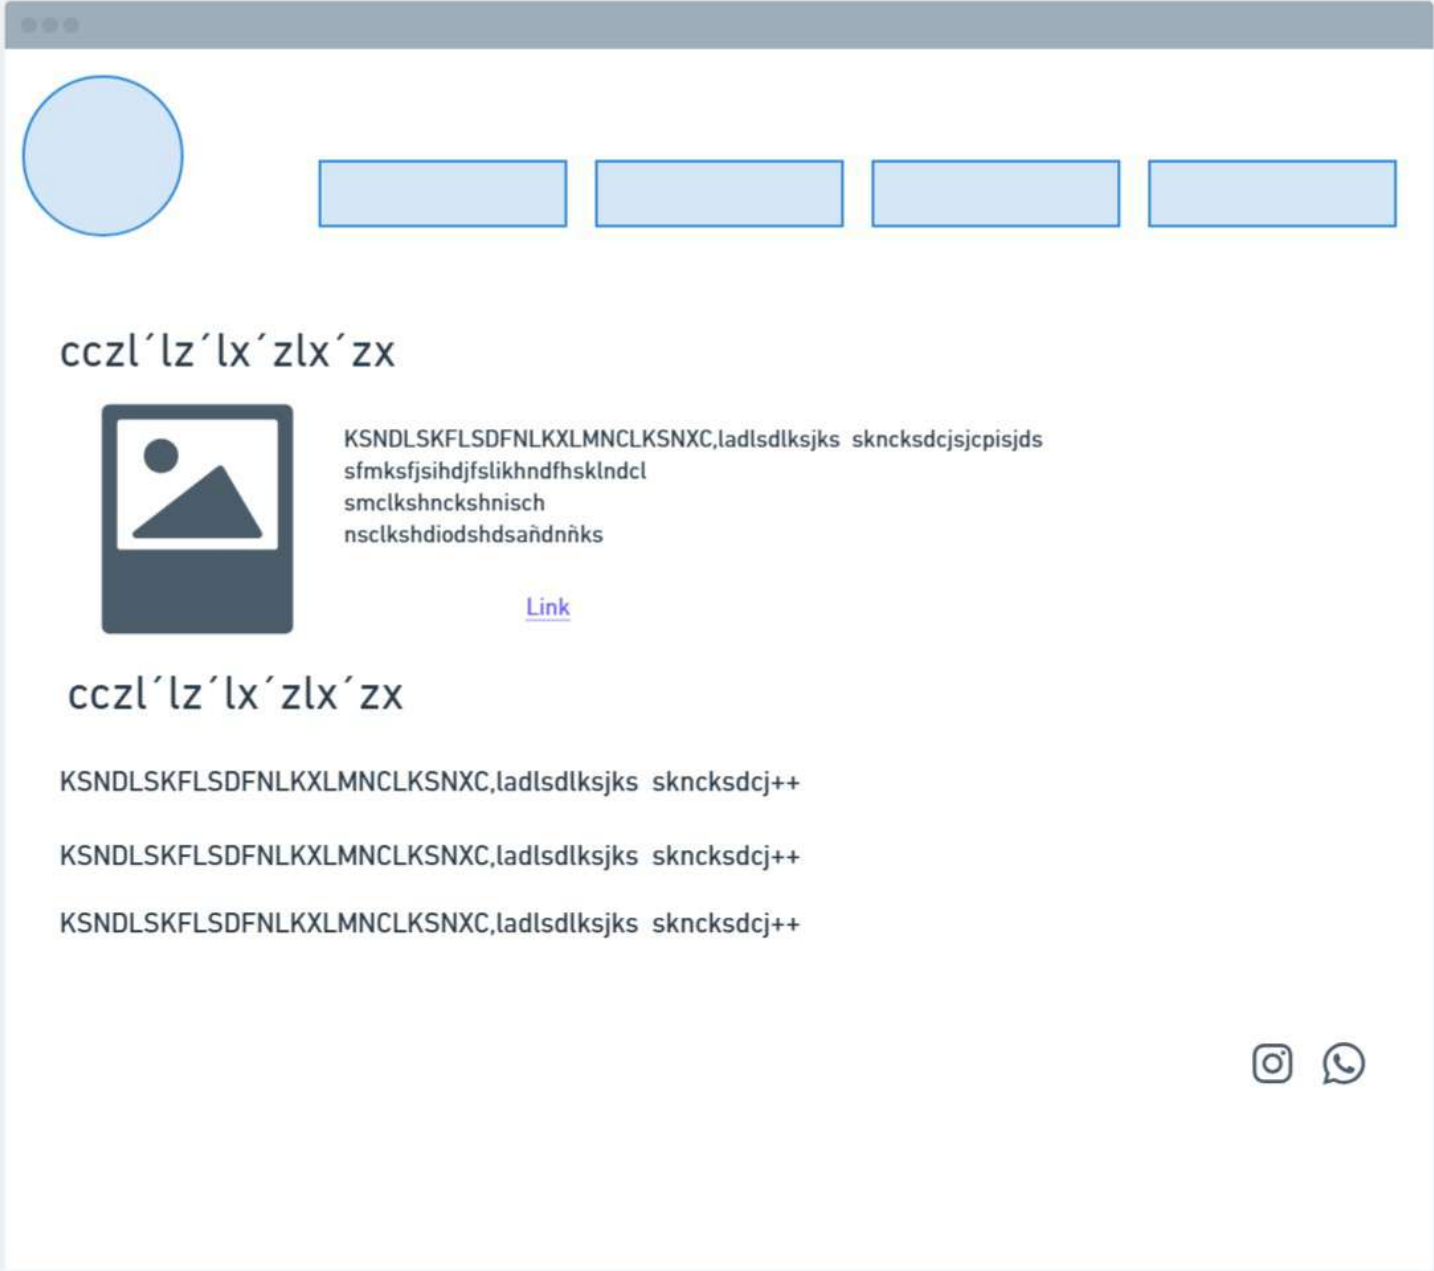 cczl´lz´lx´zlx´zx
KSNDLSKFLSDFNLKXLMNCLKSNXC,ladlsdlksjks  skncksdcjsjcpisjds
sfmksfjsihdjfslikhndfhsklndcl
smclkshnckshnisch
nsclkshdiodshdsañdnñks
Link
cczl´lz´lx´zlx´zx
KSNDLSKFLSDFNLKXLMNCLKSNXC,ladlsdlksjks  skncksdcj++
KSNDLSKFLSDFNLKXLMNCLKSNXC,ladlsdlksjks  skncksdcj++
KSNDLSKFLSDFNLKXLMNCLKSNXC,ladlsdlksjks  skncksdcj++